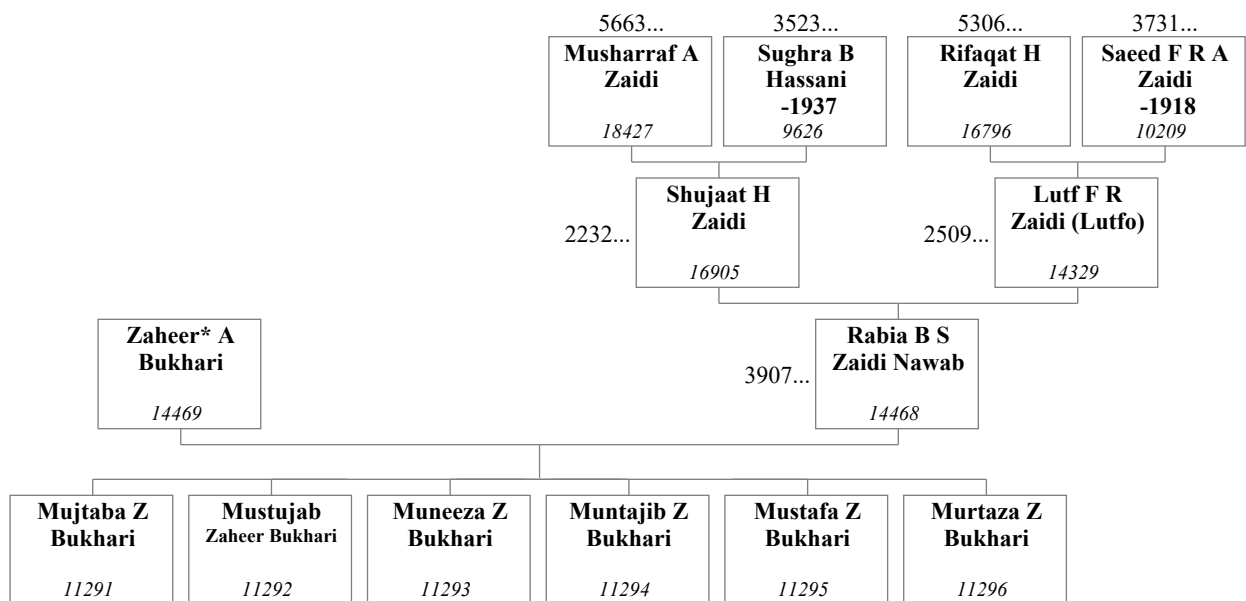 5663...
3523...
5306...
3731...
Musharraf A
Zaidi
18427
Sughra B
Hassani
-1937
9626
Rifaqat H
Zaidi
16796
Saeed F R A
Zaidi
-1918
10209
2232...
Shujaat H
Zaidi
16905
2509...
Lutf F R
Zaidi (Lutfo)
14329
Zaheer* A
Bukhari
14469
3907...
Rabia B S
Zaidi Nawab
14468
Mujtaba Z
Bukhari
11291
Mustujab
Zaheer Bukhari
11292
Muneeza Z
Bukhari
11293
Muntajib Z
Bukhari
11294
Mustafa Z
Bukhari
11295
Murtaza Z
Bukhari
11296